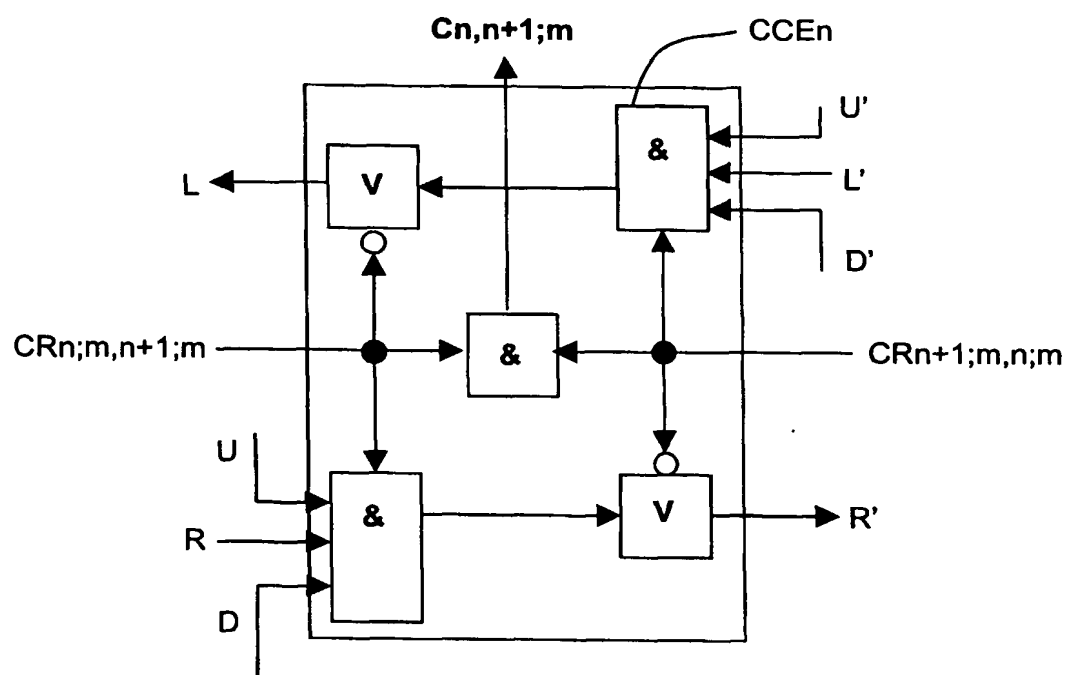 Cn,n+1;m
CCEn
U'
&
V
L
L'
D'
CRn;m,n+1;m
&
CRn+1;m,n;m
U
&
V
R
R'
D